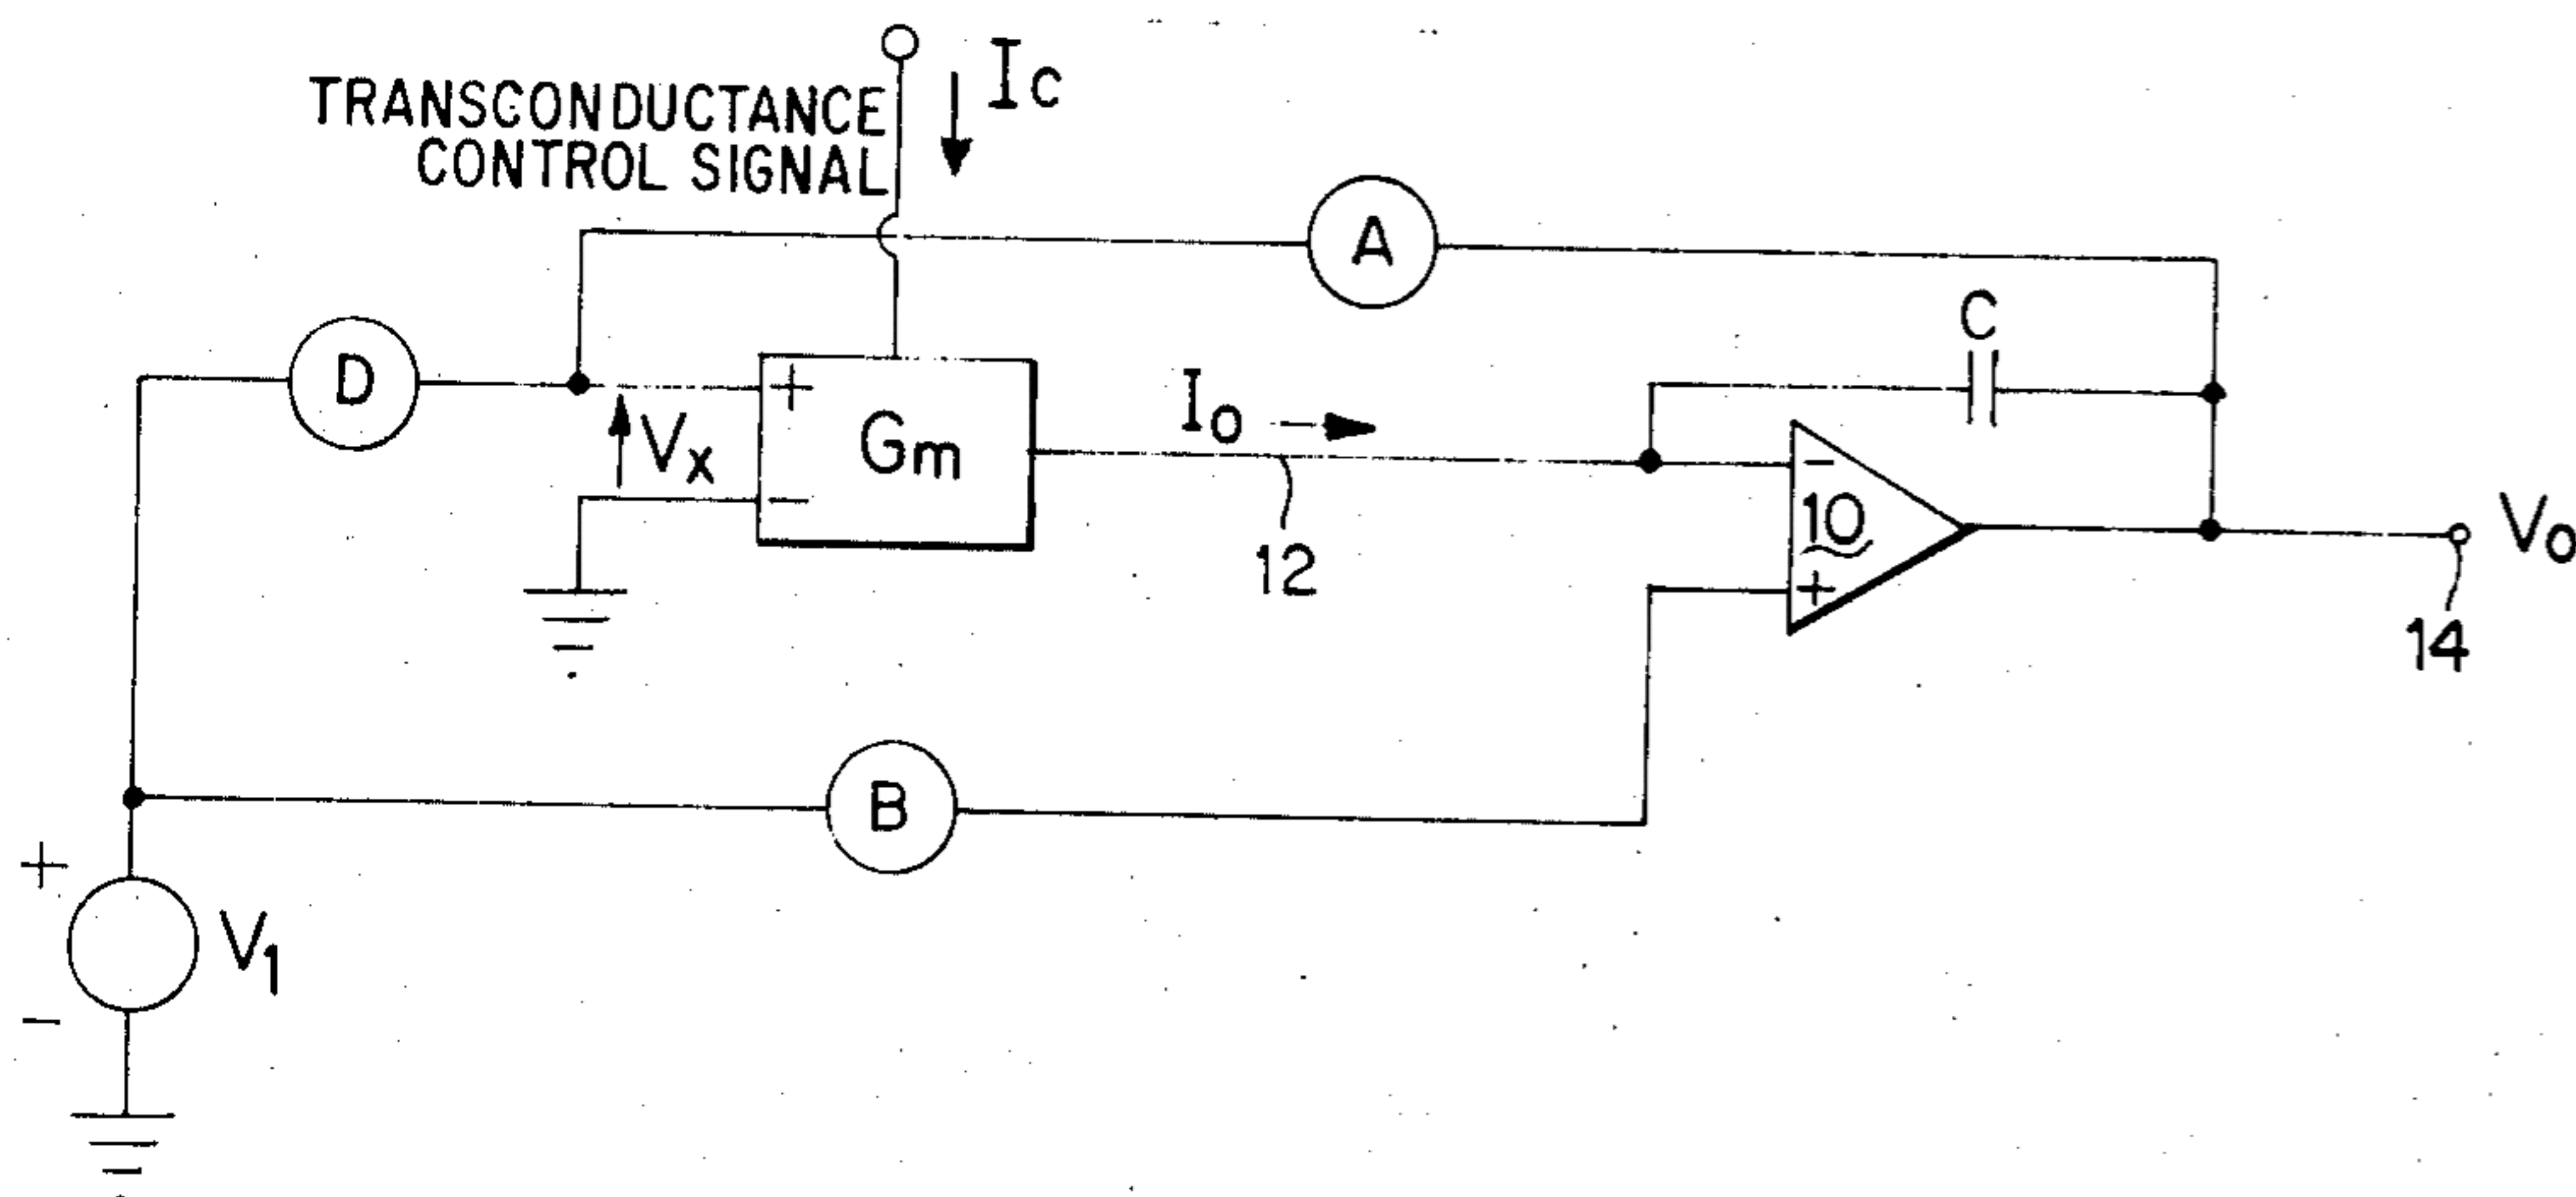 TRANSCONDUCTANCE
CONTROL SIGNAL
Ic
A
D
C
+
Gm
−
Vx
Io
12
−
10
+
Vo
14
B
+
V1
−